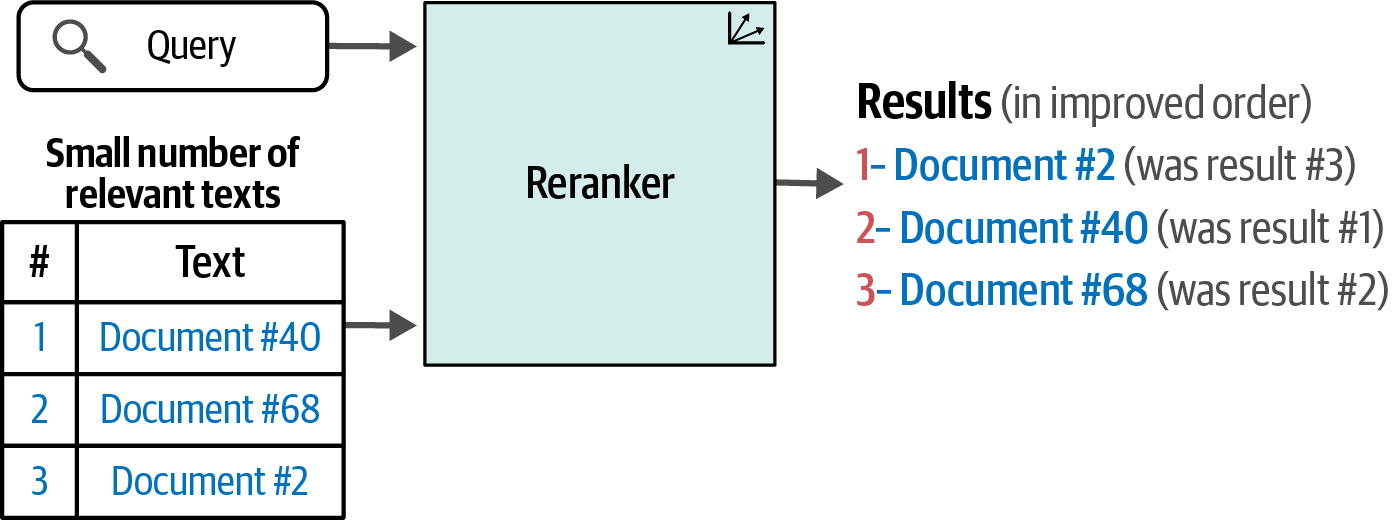 Query
Small number of
relevant texts
# Text
1 Document #40
2 Document #68
3 Document #2
Reranker
Results (in improved order)
1– Document #2 (was result #3)
2– Document #40 (was result #1)
3– Document #68 (was result #2)